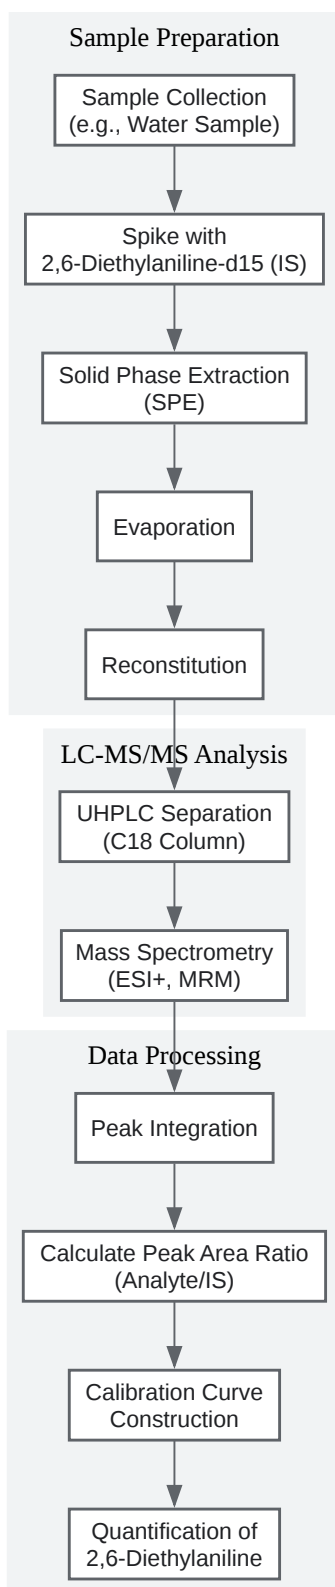 Sample Preparation
Sample Collection
(e.g., Water Sample)
Spike with
2,6-Diethylaniline-d15 (IS)
Solid Phase Extraction
(SPE)
Evaporation
Reconstitution
LC-MS/MS Analysis
UHPLC Separation
(C18 Column)
Mass Spectrometry
(ESI+, MRM)
Data Processing
Peak Integration
Calculate Peak Area Ratio
(Analyte/IS)
Calibration Curve
Construction
Quantification of
2,6-Diethylaniline